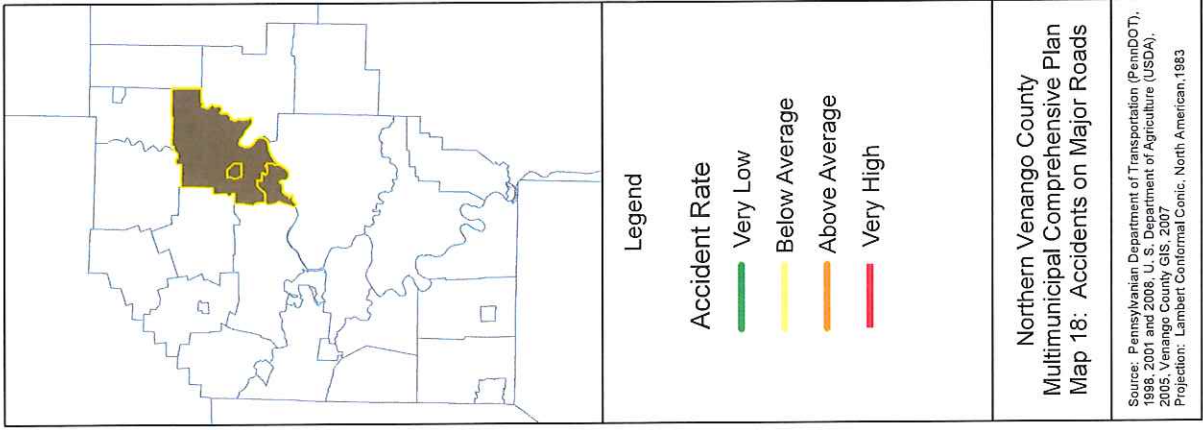 Legend
Accident Rate
Very Low
Below Average
Above Average
Very High
Northern Venango County
Multimunicipal Comprehensive Plan
Map 18: Accidents on Major Roads
Source: Pennsylvanian Department of Transportation (PennDOT),
1998, 2001 and 2008, U. S. Department of Agriculture (USDA),
2005, Venango County GIS, 2007
Projection: Lambert Conformal Conic, North American,1983